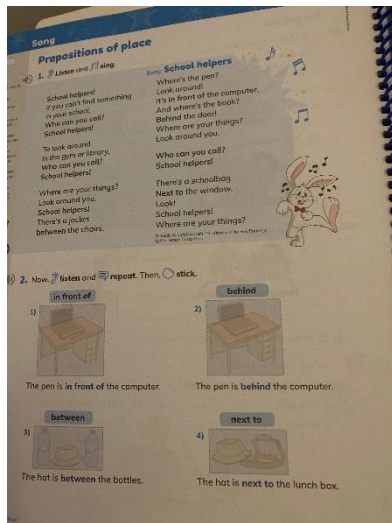 Song
Prepositions of place
1. Listen and sing.
Song School helpers
School helpers!
If you can't find something
in your school,
Who can you call?
School helpers!
To look around
in the gym or library,
Who can you call?
School helpers!
Where are your things?
Look around you.
School helpers!
There's a jacket
between the chairs.
Where's the pen?
Look around!
It's in front of the computer.
And where's the book?
Behind the door!
Where are your things?
Look around you.
Who can you call?
School helpers!
There's a schoolbag
Next to the window.
Look!
School helpers!
Where are your things?
2. Now, listen and repeat. Then, stick.
in front of
1)
The pen is in front of the computer.
behind
2)
The pen is behind the computer.
between
3)
The hat is between the bottles.
next to
4)
The hat is next to the lunch box.